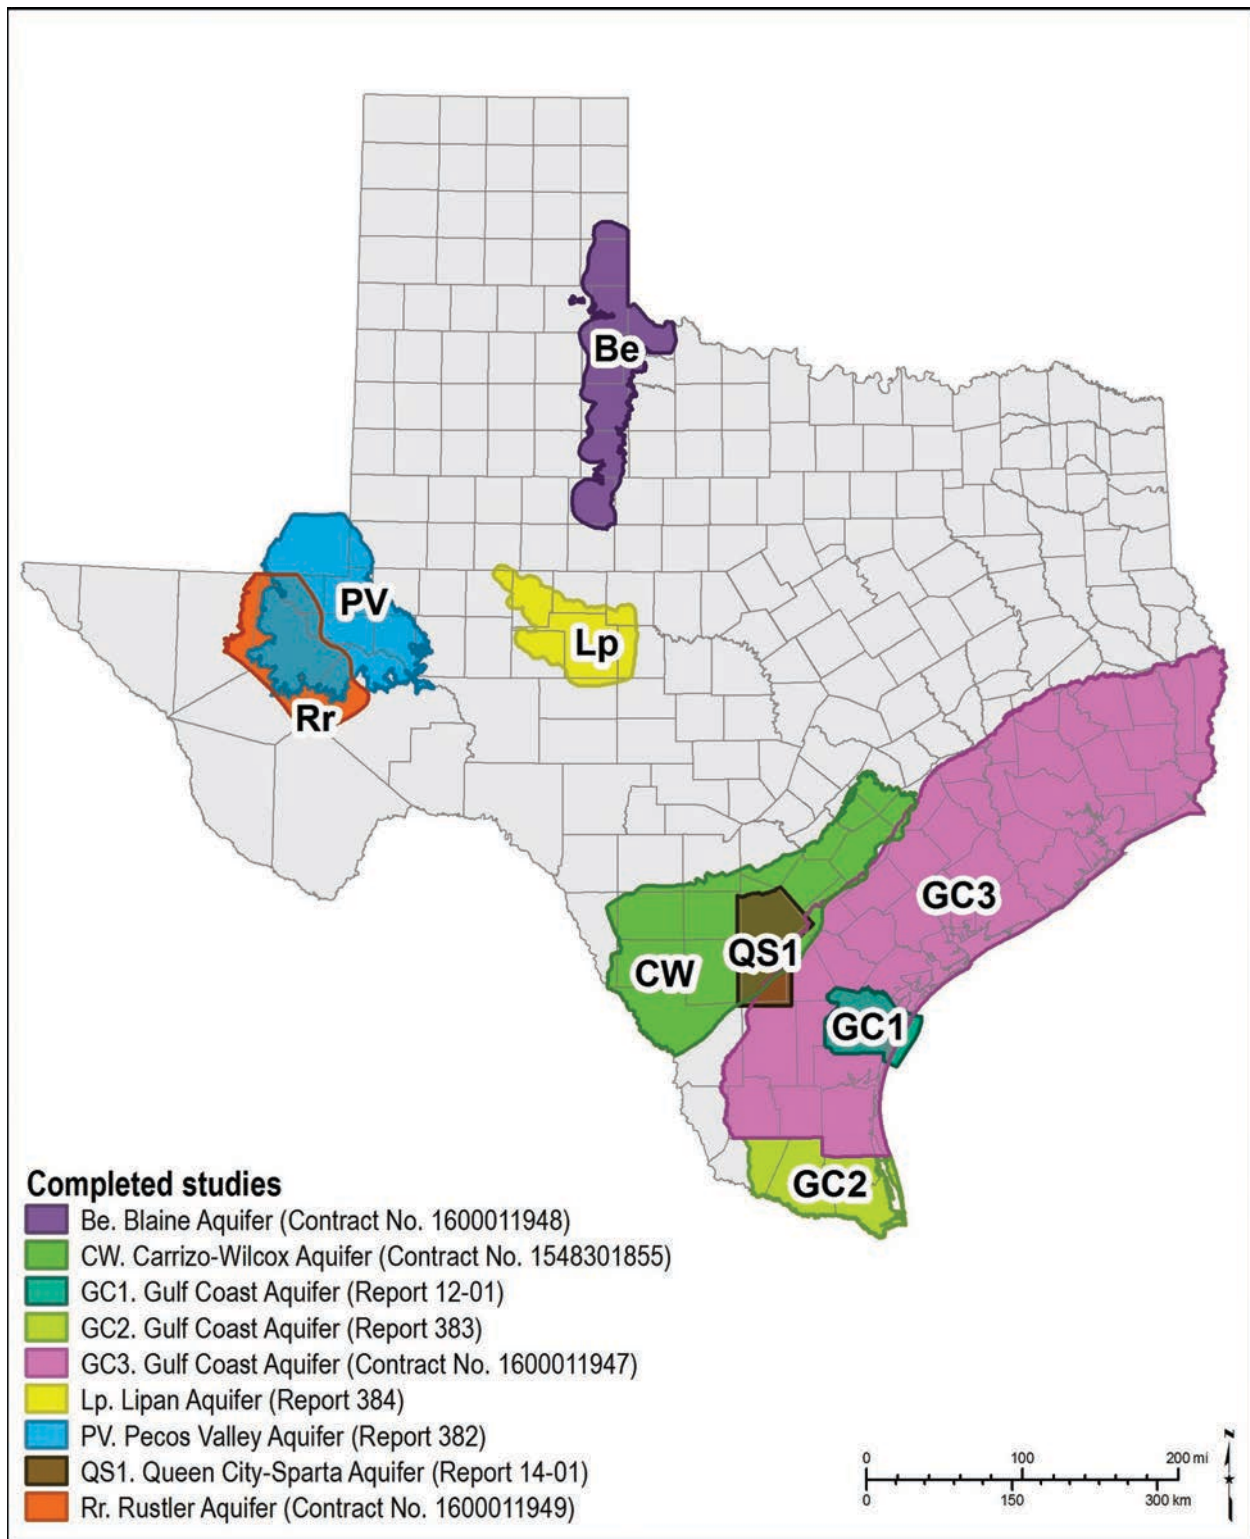 Be
PV
Lp
Rr
GC3
QS1
CW
GC1
GC2
Completed studies
Be. Blaine Aquifer (Contract No. 1600011948)
CW. Carrizo-Wilcox Aquifer (Contract No. 1548301855)
GC1. Gulf Coast Aquifer (Report 12-01)
GC2. Gulf Coast Aquifer (Report 383)
GC3. Gulf Coast Aquifer (Contract No. 1600011947)
Lp. Lipan Aquifer (Report 384)
PV. Pecos Valley Aquifer (Report 382)
QS1. Queen City-Sparta Aquifer (Report 14-01)
Rr. Rustler Aquifer (Contract No. 1600011949)
N
0 100 200 mi
0 150 300 km